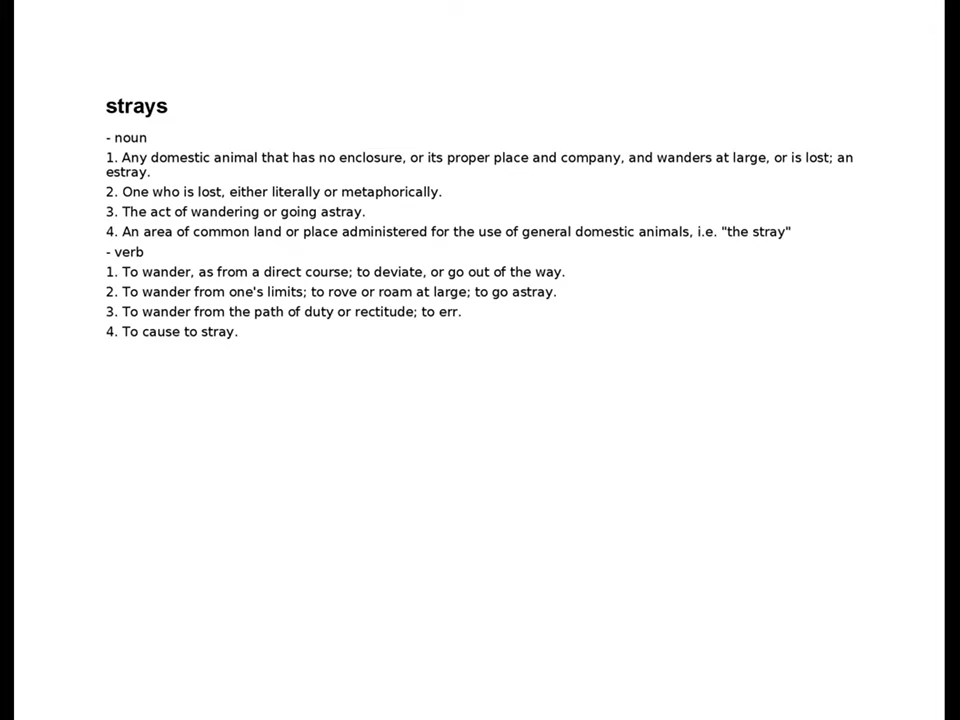 strays
- noun
1. Any domestic animal that has no enclosure, or its proper place and company, and wanders at large, or is lost; an
estray.
2. One who is lost, either literally or metaphorically.
3. The act of wandering or going astray.
4. An area of common land or place administered for the use of general domestic animals, i.e. "the stray"
- verb
1. To wander, as from a direct course; to deviate, or go out of the way.
2. To wander from one's limits; to rove or roam at large; to go astray.
3. To wander from the path of duty or rectitude; to err.
4. To cause to stray.